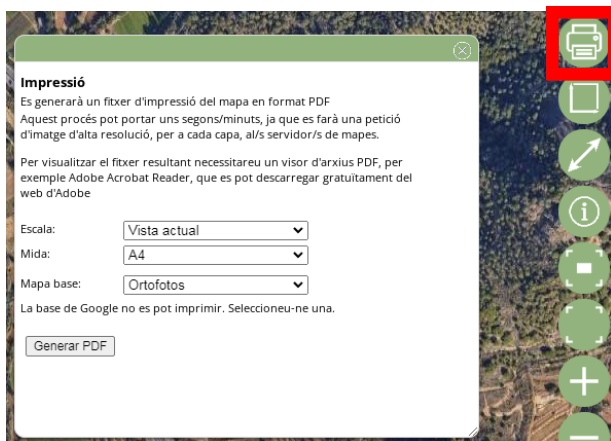 Impressió
Es generarà un fitxer d'impressió del mapa en format PDF
Aquest procés pot portar uns segons/minuts, ja que es farà una petició
d'imatge d'alta resolució, per a cada capa, al/s servidor/s de mapes.
Per visualitzar el fitxer resultant necessitareu un visor d'arxius PDF, per
exemple Adobe Acrobat Reader, que es pot descarregar gratuïtament del
web d'Adobe
Escala: Vista actual
Mida: A4
Mapa base: Ortofotos
La base de Google no es pot imprimir. Seleccioneu-ne una.
Generar PDF